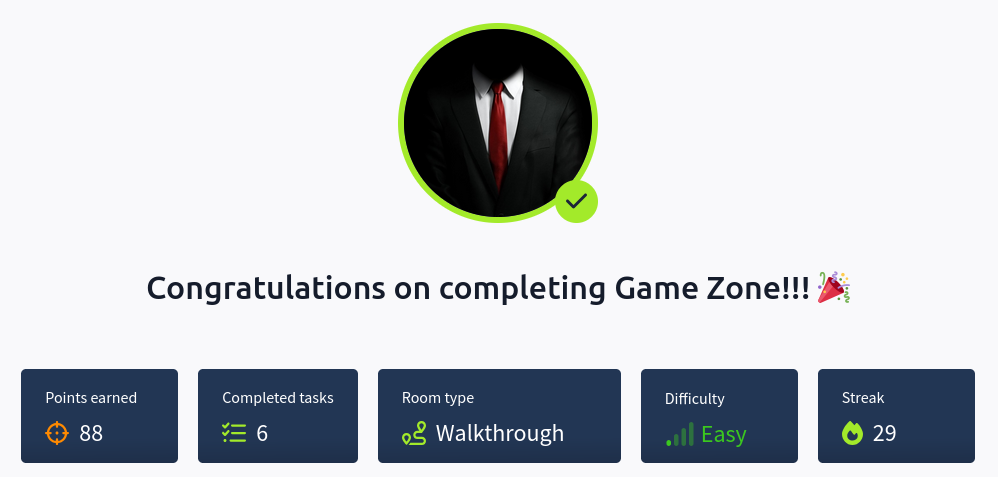 Congratulations on completing Game Zone!!! 🎉
Points earned
88
Completed tasks
6
Room type
Walkthrough
Difficulty
Easy
Streak
29